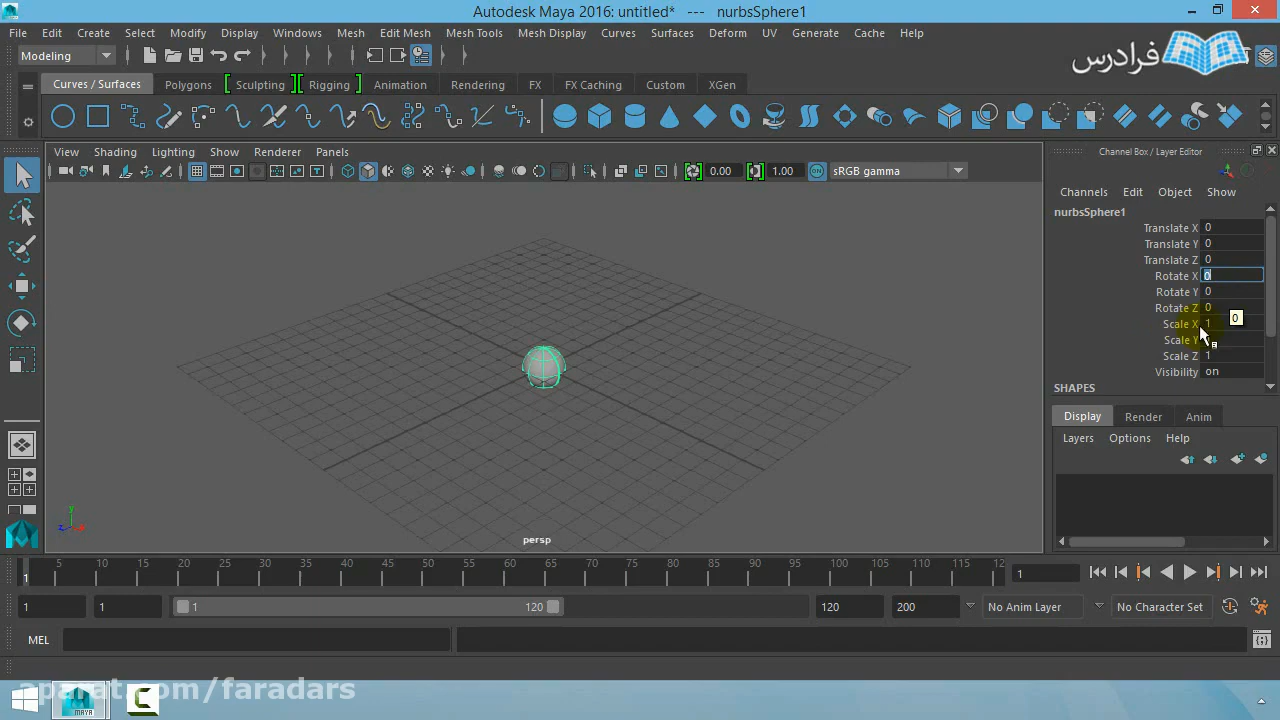 Autodesk Maya 2016: untitled* --- nurbsSphere1
File Edit Create Select Modify Display Windows Mesh Edit Mesh Mesh Tools Mesh Display Curves Surfaces Deform UV Generate Cache Help
Modeling
فرادرس
Curves / Surfaces Polygons Sculpting Rigging Animation Rendering FX FX Caching Custom XGen
View Shading Lighting Show Renderer Panels
Channel Box / Layer Editor
0.00 1.00 ON sRGB gamma
Channels Edit Object Show
nurbsSphere1
Translate X 0
Translate Y 0
Translate Z 0
Rotate X 0
Rotate Y 0
Rotate Z 0
0
Scale X 1
Scale Y
Scale Z 1
Visibility on
SHAPES
Display Render Anim
Layers Options Help
y
z
persp
1 5 10 15 20 25 30 35 40 45 50 55 60 65 70 75 80 85 90 95 100 105 110 115 12 1
1 1 1 120 120 200 No Anim Layer No Character Set
MEL
aparat.com/faradars
MAYA